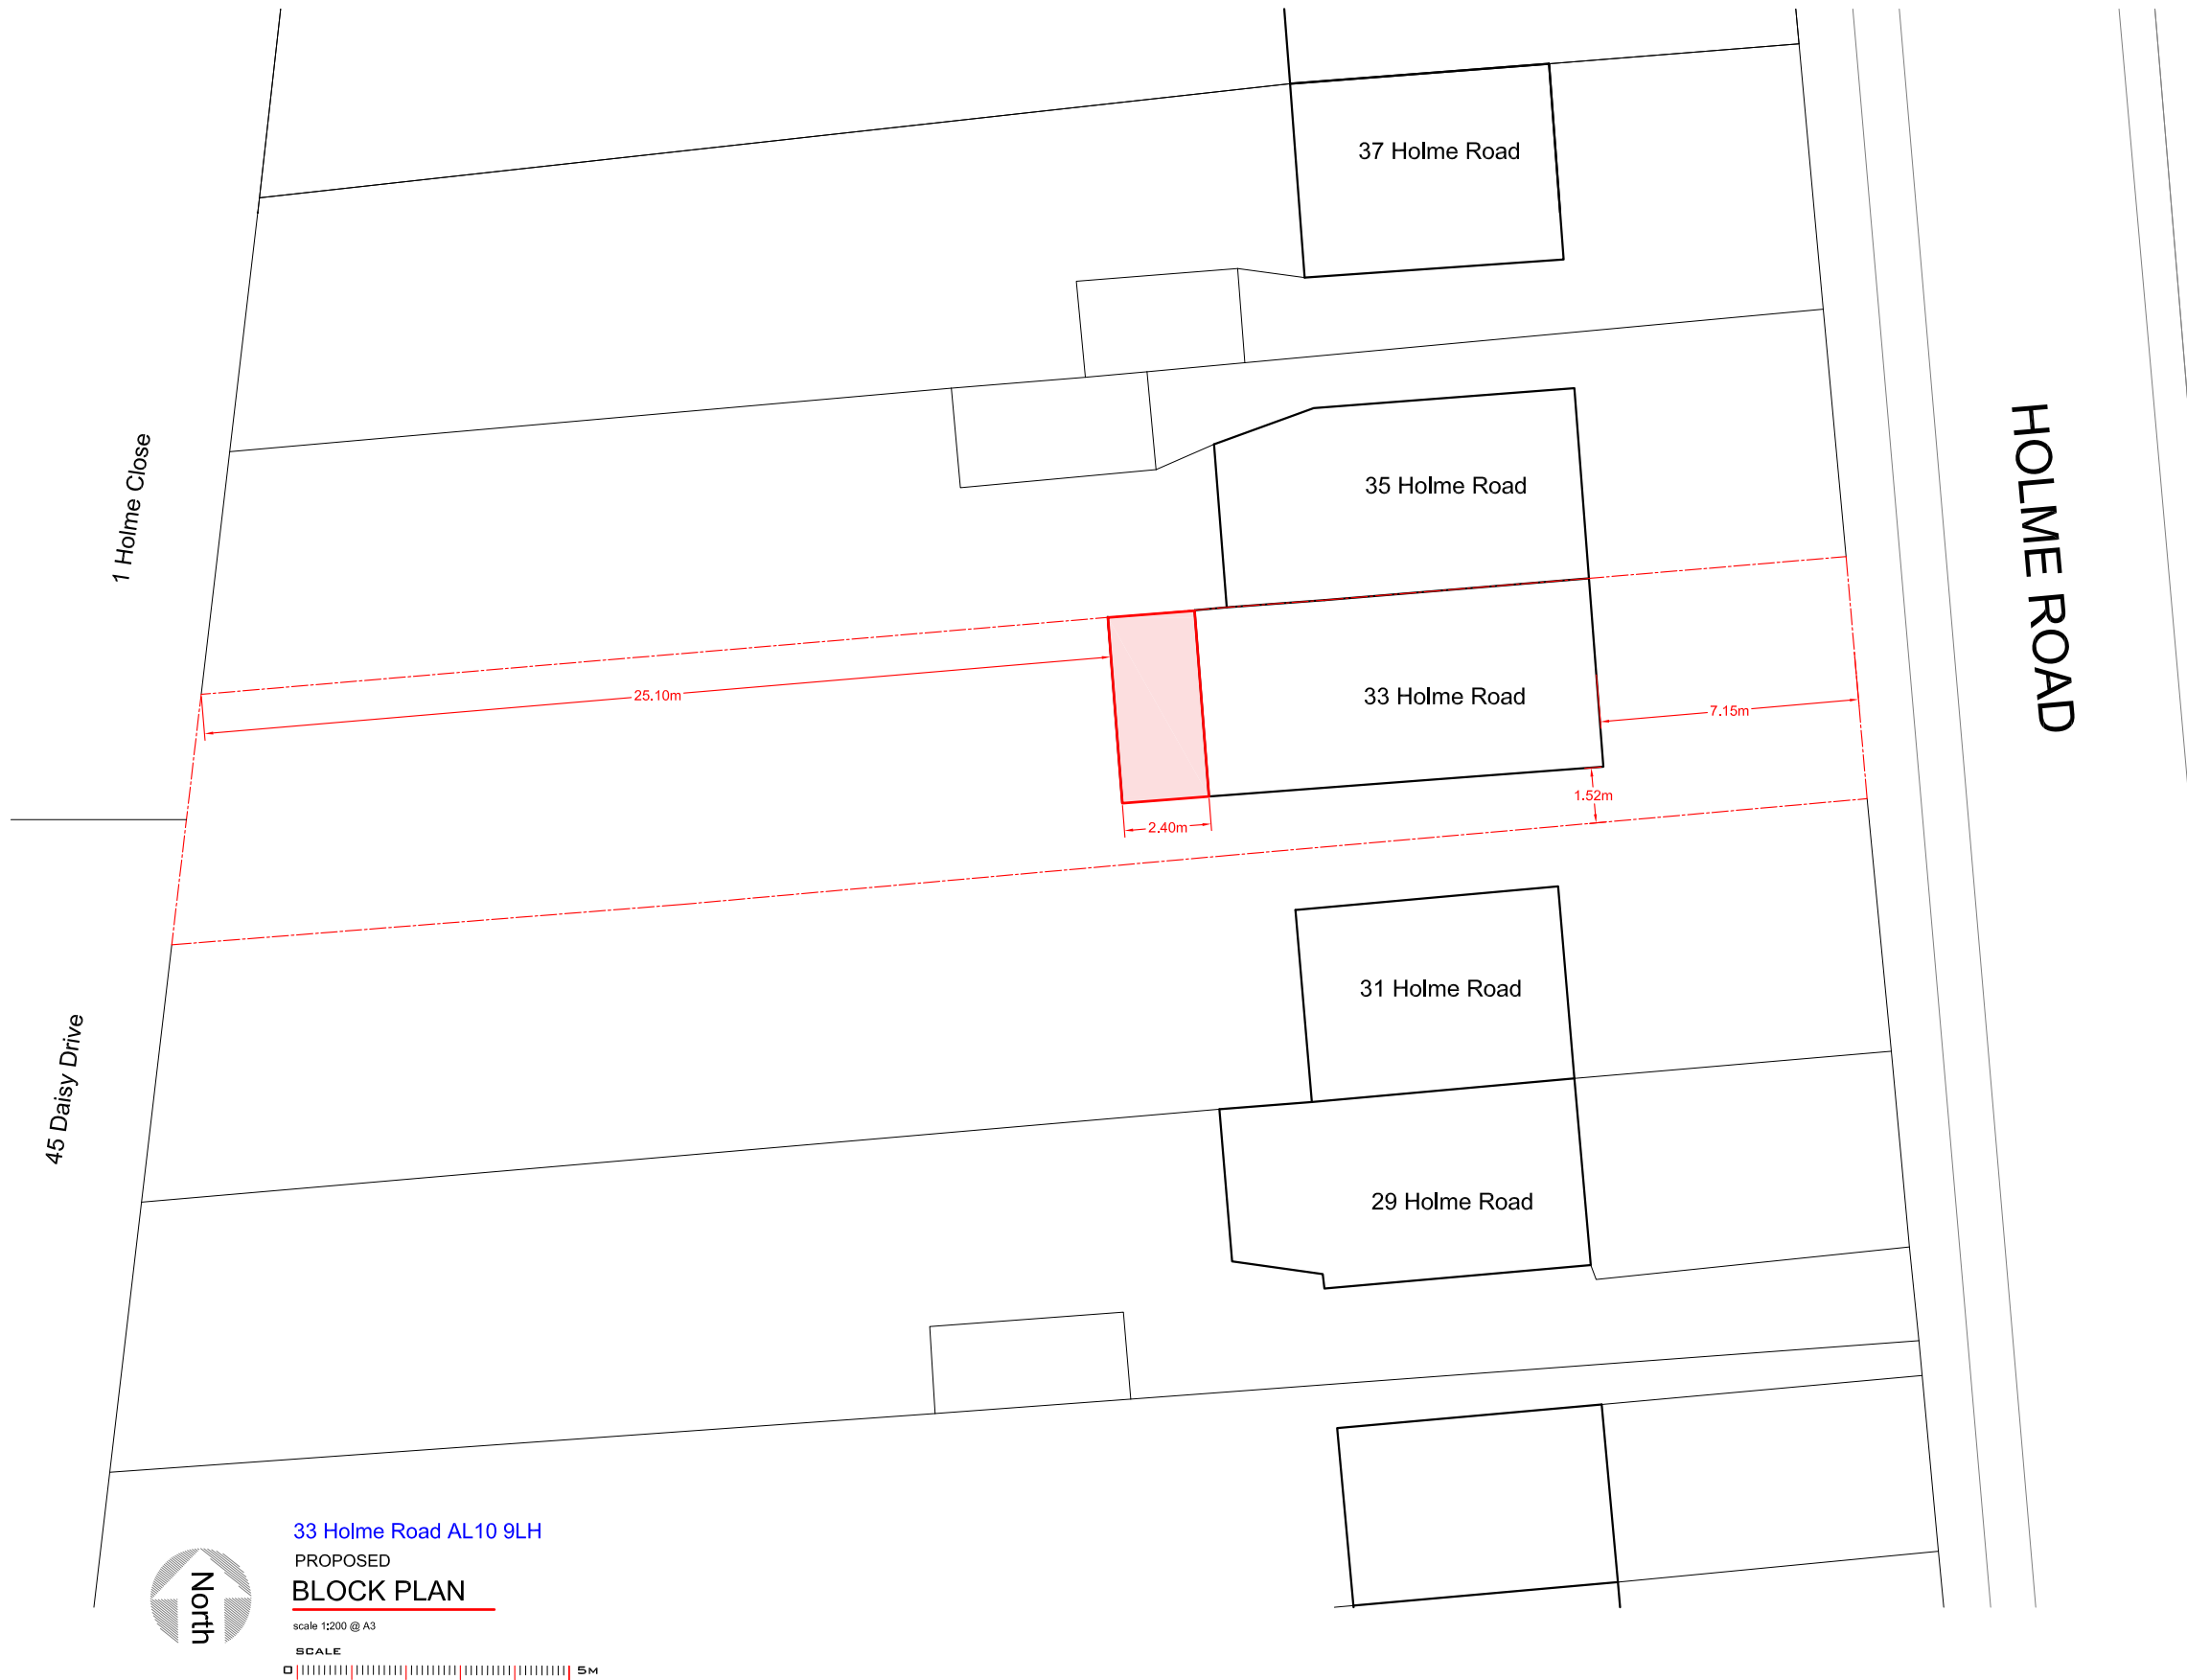 37 Holme Road
1 Holme Close
HOLME ROAD
35 Holme Road
25.10m
33 Holme Road
7.15m
1.52m
2.40m
31 Holme Road
45 Daisy Drive
29 Holme Road
33 Holme Road AL10 9LH
PROPOSED
BLOCK PLAN
North
scale 1:200 @ A3
SCALE
0 5M